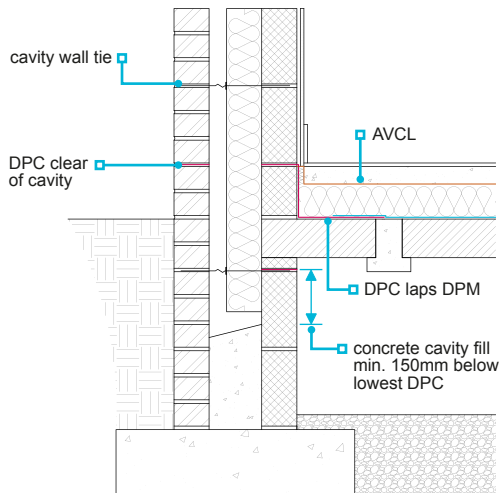 cavity wall tie
DPC clear
of cavity
AVCL
DPC laps DPM
concrete cavity fill
min. 150mm below
lowest DPC